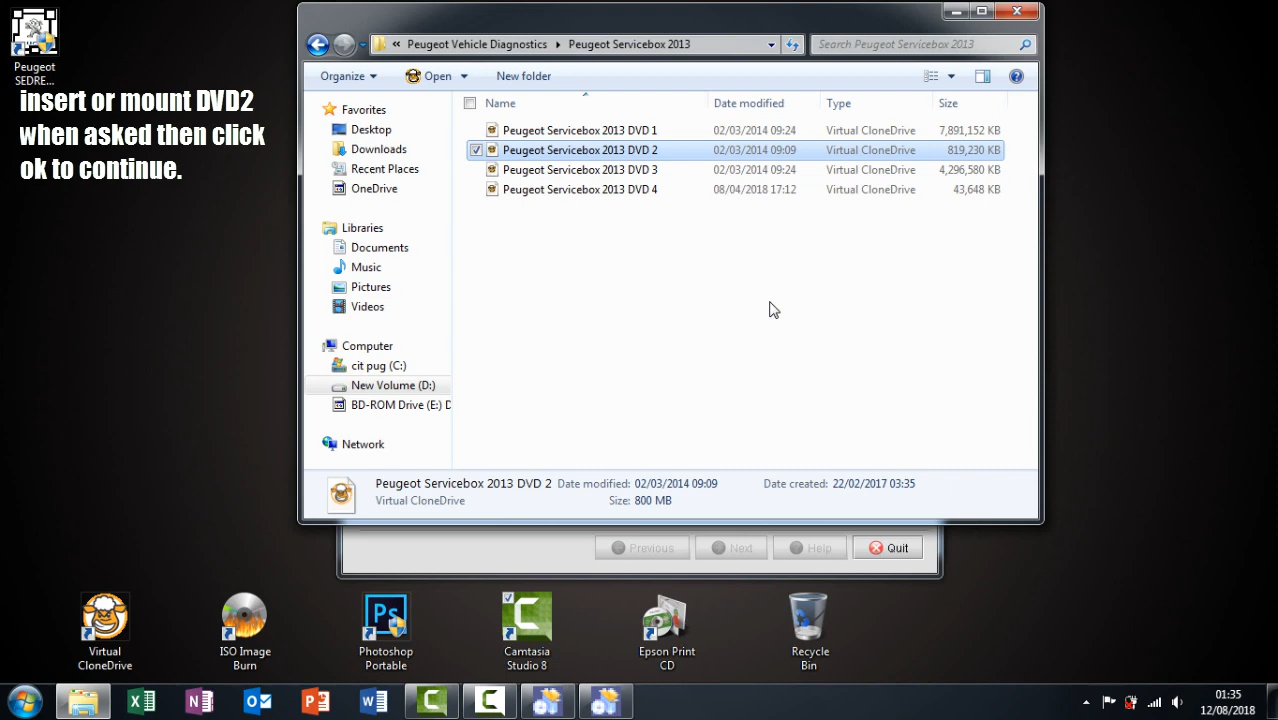 Peugeot
SEDRE...
insert or mount DVD2
when asked then click
ok to continue.
« Peugeot Vehicle Diagnostics Peugeot Servicebox 2013
Search Peugeot Servicebox 2013
Organize Open New folder
Name Date modified Type Size
Peugeot Servicebox 2013 DVD 1 02/03/2014 09:24 Virtual CloneDrive 7,891,152 KB
Peugeot Servicebox 2013 DVD 2 02/03/2014 09:09 Virtual CloneDrive 819,230 KB
Peugeot Servicebox 2013 DVD 3 02/03/2014 09:24 Virtual CloneDrive 4,296,580 KB
Peugeot Servicebox 2013 DVD 4 08/04/2018 17:12 Virtual CloneDrive 43,648 KB
Favorites
Desktop
Downloads
Recent Places
OneDrive
Libraries
Documents
Music
Pictures
Videos
Computer
cit pug (C:)
New Volume (D:)
BD-ROM Drive (E:) D
Network
Peugeot Servicebox 2013 DVD 2 Date modified: 02/03/2014 09:09 Date created: 22/02/2017 03:35
Virtual CloneDrive Size: 800 MB
Previous Next Help Quit
Virtual
CloneDrive
ISO Image
Burn
Photoshop
Portable
Camtasia
Studio 8
Epson Print
CD
Recycle
Bin
01:35
12/08/2018